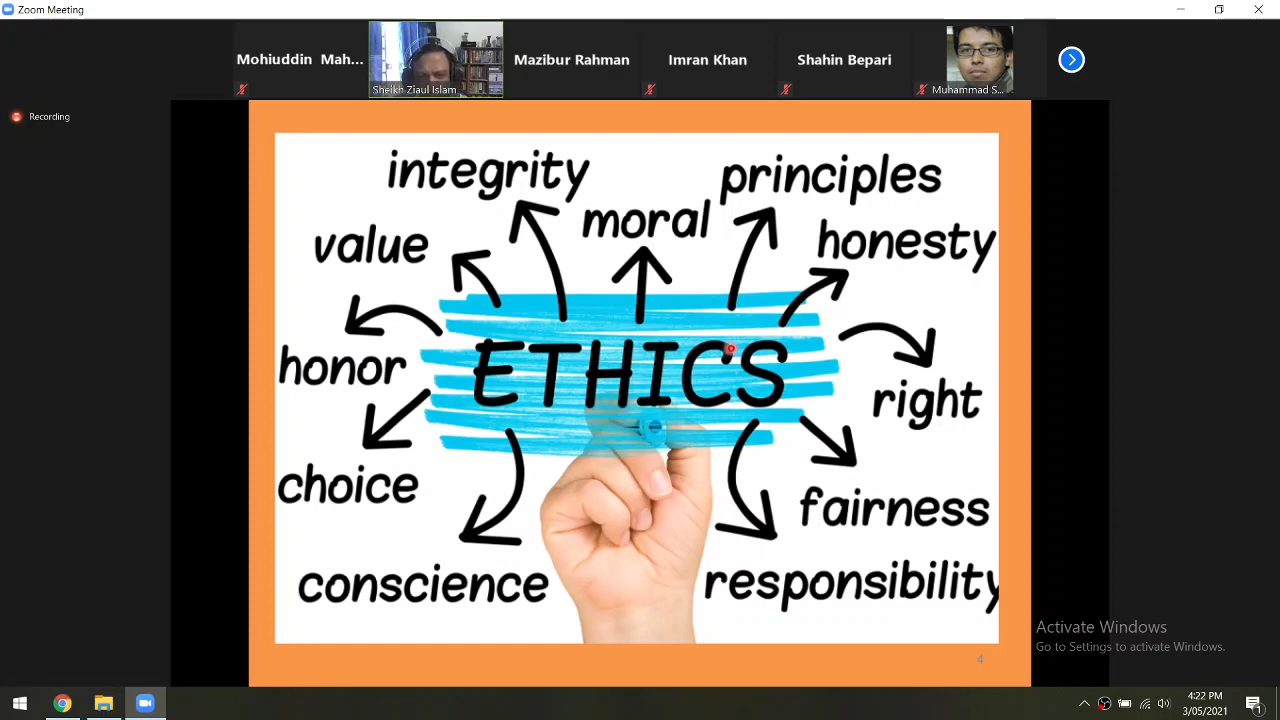 Zoom Meeting
Mohiuddin Mah...
Sheikh Ziaul Islam
Mazibur Rahman
Imran Khan
Shahin Bepari
Muhammad S...
Recording
integrity
principles
moral
value
honesty
honor
ETHICS
right
choice
fairness
conscience
responsibility
Activate Windows
Go to Settings to activate Windows.
4
4:22 PM
3/05/2021
1